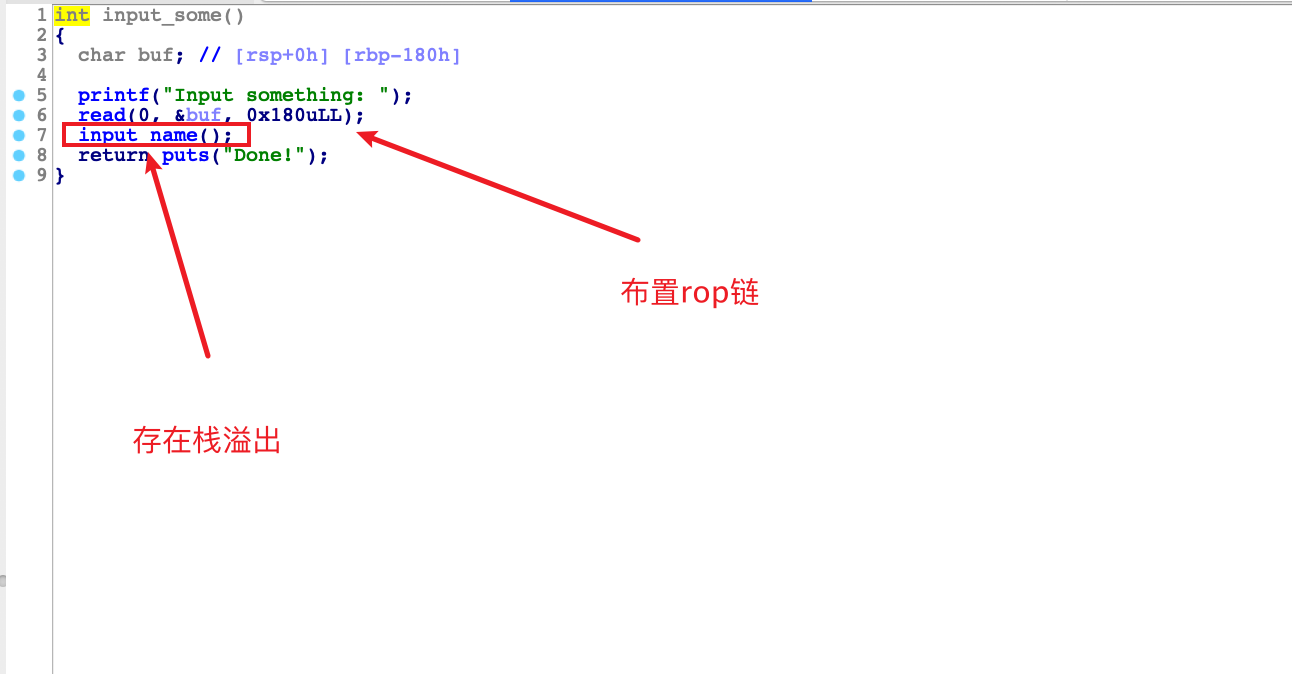 1 int input_some()
2 {
3 char buf; // [rsp+0h] [rbp-180h]
4
5 printf("Input something: ");
6 read(0, &buf, 0x180uLL);
7 input_name();
8 return puts("Done!");
9 }
布置rop链
存在栈溢出